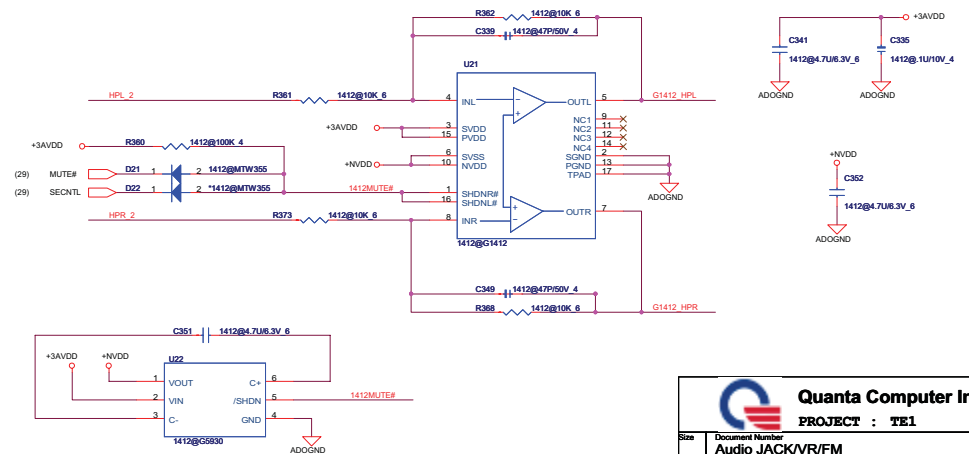 R362 1412@10K_6
C339 1412@47P/50V_4
U21
+3AVDD
C341
1412@4.7U/6.3V_6
C335
1412@.1U/10V_4
ADOGND
ADOGND
HPL_2 R361 1412@10K_6
4 INL
OUTL 5
G1412_HPL
+3AVDD
3 SVDD
15 PVDD
+NVDD
6 SVSS
10 NVDD
NC1 9
NC2 11
NC3 12
NC4 14
SGND 2
PGND 13
TPAD 17
ADOGND
+3AVDD R360 1412@100K_4
(29) MUTE# D21 1 2 1412@MTW355
(29) SECNTL D22 1 2 *1412@MTW355
1412MUTE#
1 SHDNR#
16 SHDNL#
HPR_2 R373 1412@10K_6
8 INR
OUTR 7
1412@G1412
+NVDD
C352
1412@4.7U/6.3V_6
ADOGND
C349 1412@47P/50V_4
R368 1412@10K_6
G1412_HPR
C351 1412@4.7U/6.3V_6
+3AVDD +NVDD
U22
1 VOUT C+ 6
2 VIN /SHDN 5 1412MUTE#
3 C- GND 4
1412@G5930
ADOGND
Quanta Computer In
PROJECT : TE1
Size Document Number
Audio JACK/VR/FM